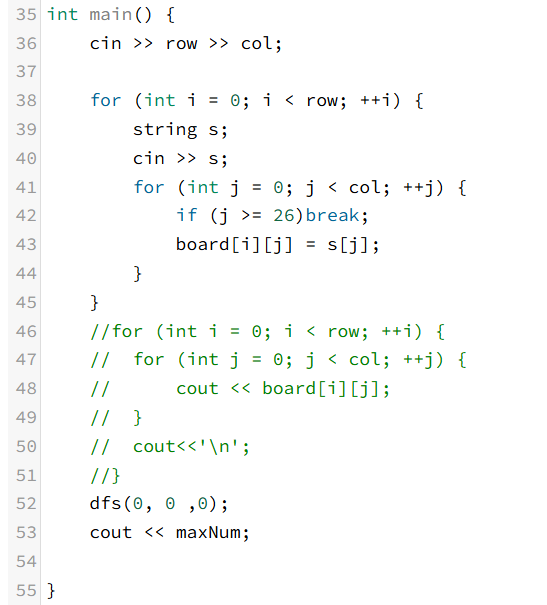 35 int main() {
36     cin >> row >> col;
37
38     for (int i = 0; i < row; ++i) {
39         string s;
40         cin >> s;
41         for (int j = 0; j < col; ++j) {
42             if (j >= 26)break;
43             board[i][j] = s[j];
44         }
45     }
46     //for (int i = 0; i < row; ++i) {
47     //  for (int j = 0; j < col; ++j) {
48     //      cout << board[i][j];
49     //  }
50     //  cout<<'\n';
51     //}
52     dfs(0, 0 ,0);
53     cout << maxNum;
54
55 }